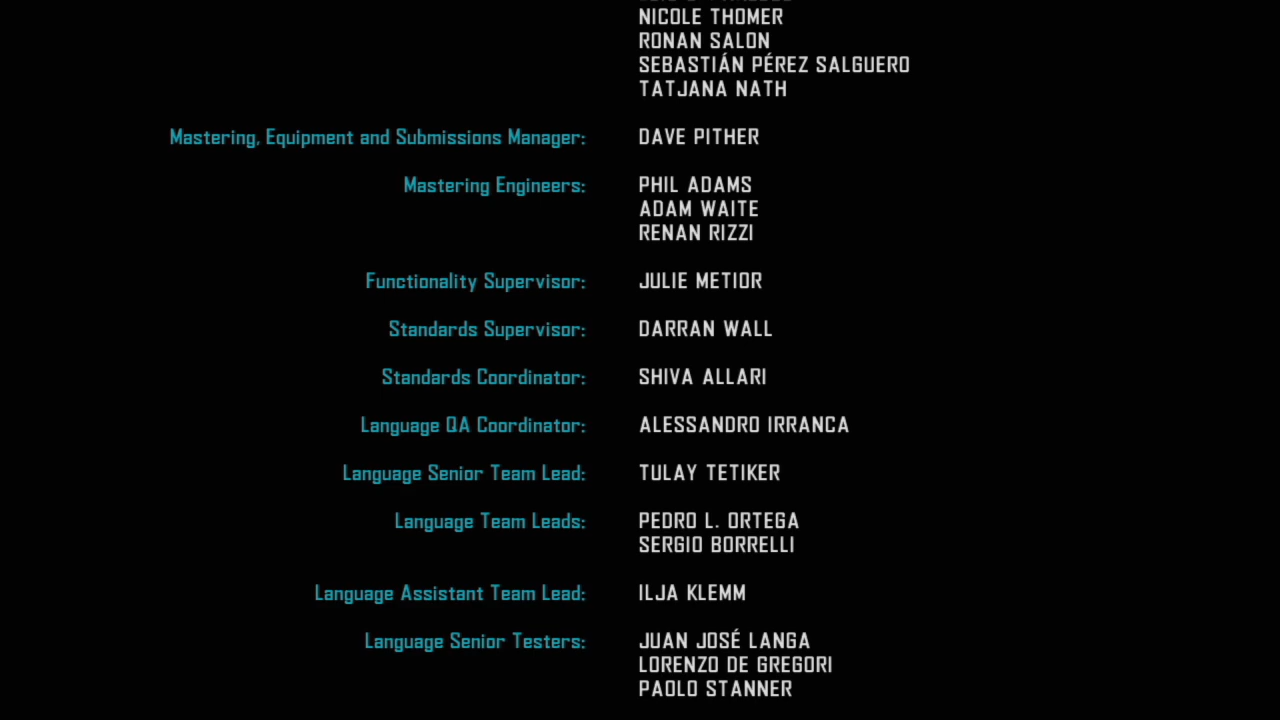 NICOLE THOMER
RONAN SALON
SEBASTIÁN PÉREZ SALGUERO
TATJANA NATH
Mastering, Equipment and Submissions Manager: DAVE PITHER
Mastering Engineers: PHIL ADAMS
ADAM WAITE
RENAN RIZZI
Functionality Supervisor: JULIE METIOR
Standards Supervisor: DARRAN WALL
Standards Coordinator: SHIVA ALLARI
Language QA Coordinator: ALESSANDRO IRRANCA
Language Senior Team Lead: TULAY TETIKER
Language Team Leads: PEDRO L. ORTEGA
SERGIO BORRELLI
Language Assistant Team Lead: ILJA KLEMM
Language Senior Testers: JUAN JOSÉ LANGA
LORENZO DE GREGORI
PAOLO STANNER